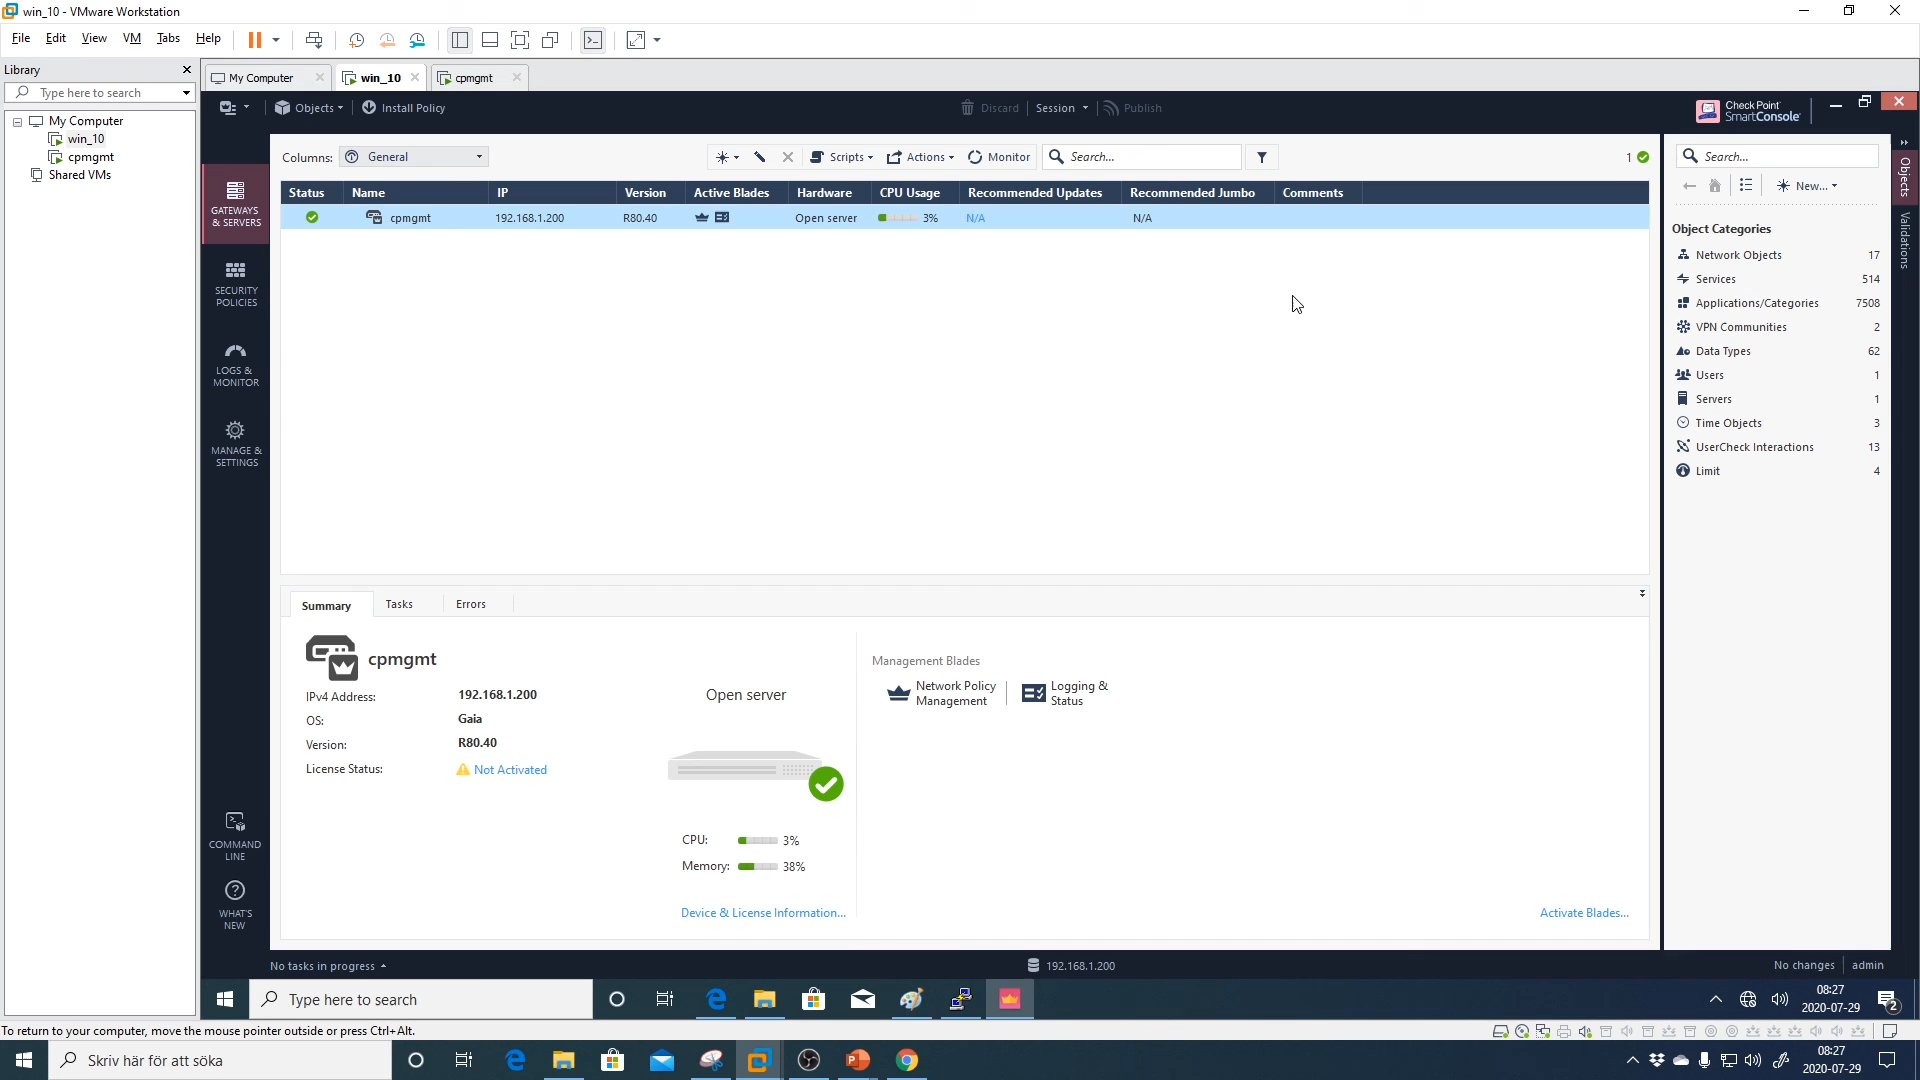 win_10 - VMware Workstation
File Edit View VM Tabs Help
Library
My Computer win_10 cpmgmt
Type here to search
My Computer
win_10
cpmgmt
Shared VMs
Objects Install Policy Discard Session Publish
Check Point
SmartConsole
GATEWAYS
& SERVERS
SECURITY
POLICIES
LOGS &
MONITOR
MANAGE &
SETTINGS
COMMAND
LINE
WHAT'S
NEW
Columns: General Scripts Actions Monitor Search... 1
Status Name IP Version Active Blades Hardware CPU Usage Recommended Updates Recommended Jumbo Comments
cpmgmt 192.168.1.200 R80.40 Open server 3% N/A N/A
Summary Tasks Errors
cpmgmt
IPv4 Address: 192.168.1.200
OS: Gaia
Version: R80.40
License Status: Not Activated
Open server
CPU: 3%
Memory: 38%
Device & License Information...
Management Blades
Network Policy
Management
Logging &
Status
Activate Blades...
Search...
New...
Object Categories
Network Objects 17
Services 514
Applications/Categories 7508
VPN Communities 2
Data Types 62
Users 1
Servers 1
Time Objects 3
UserCheck Interactions 13
Limit 4
Objects
Validations
No tasks in progress 192.168.1.200 No changes admin
Type here to search
08:27
2020-07-29
2
To return to your computer, move the mouse pointer outside or press Ctrl+Alt.
Skriv här för att söka
08:27
2020-07-29